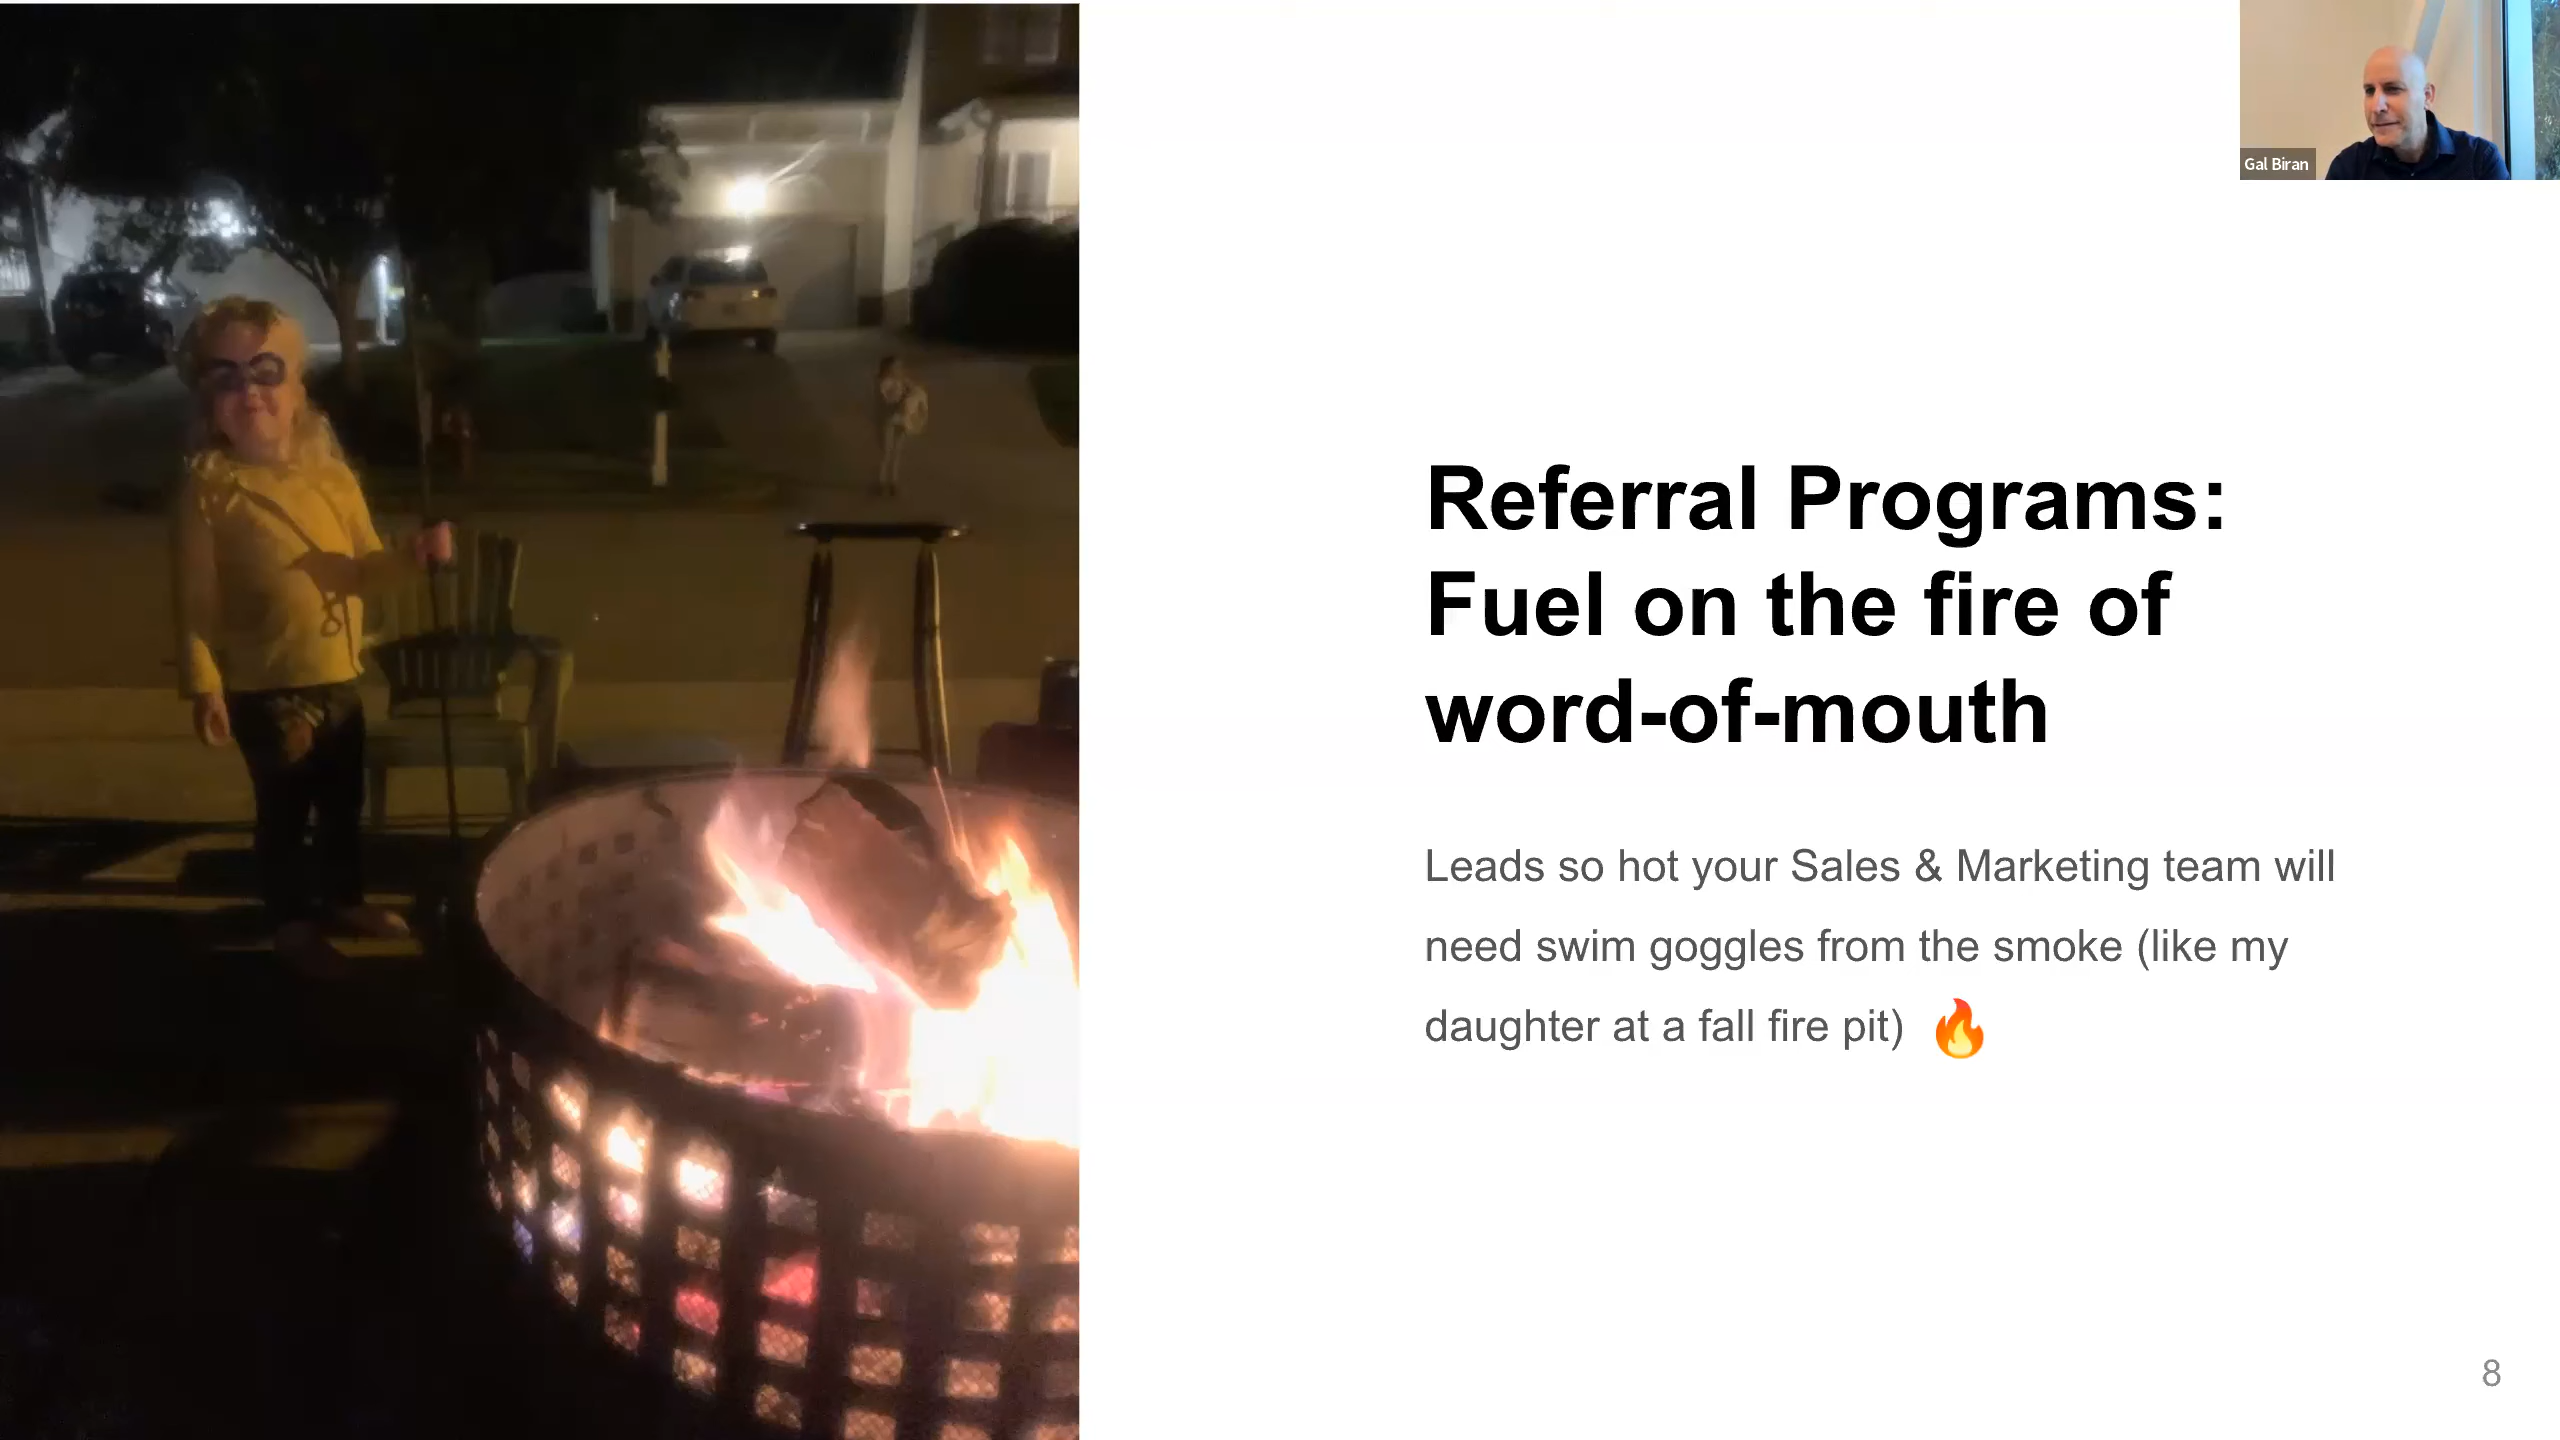 Gal Biran
Referral Programs:
Fuel on the fire of
word-of-mouth
Leads so hot your Sales & Marketing team will
need swim goggles from the smoke (like my
daughter at a fall fire pit) 🔥
8